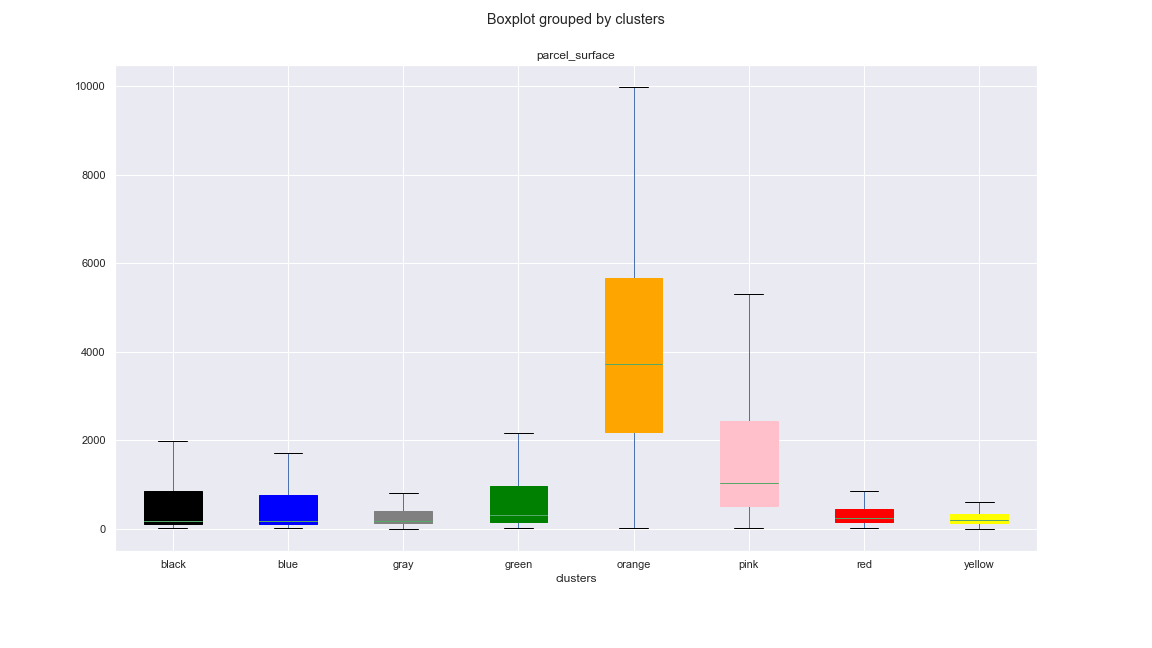 Boxplot grouped by clusters
parcel_surface
10000
8000
6000
4000
2000
0
black blue gray green orange pink red yellow
clusters